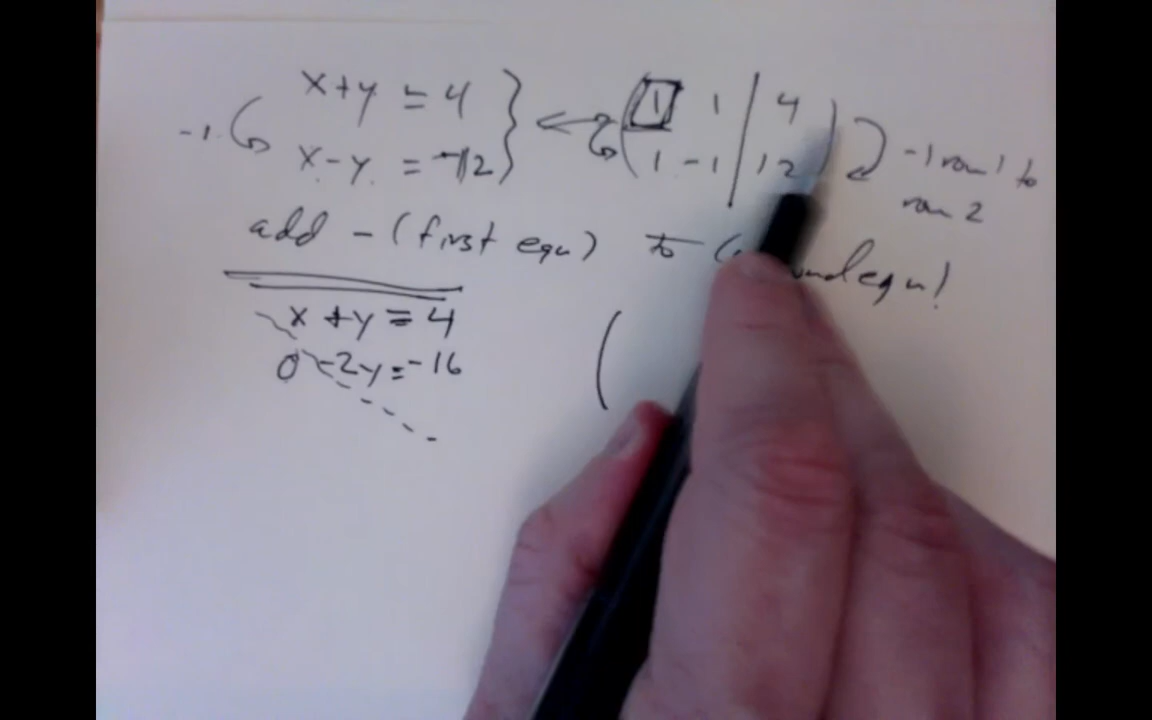 x+y = 4
-1
x-y = -12
1 1 4
1 -1 12
-1 row 1 to
row 2
add -(first equ) to
equ!
x+y=4
0-2y=-16
(